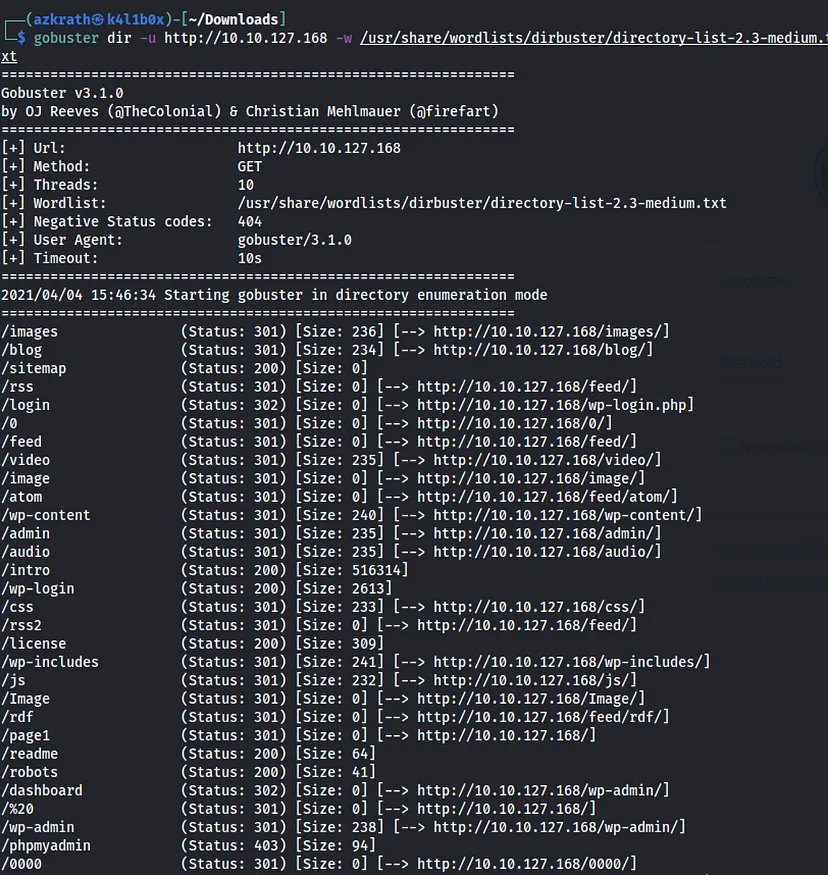 (azkrath㉿k4l1b0x)-[~/Downloads]
$ gobuster dir -u http://10.10.127.168 -w /usr/share/wordlists/dirbuster/directory-list-2.3-medium.t
xt
===============================================================
Gobuster v3.1.0
by OJ Reeves (@TheColonial) & Christian Mehlmauer (@firefart)
===============================================================
[+] Url: http://10.10.127.168
[+] Method: GET
[+] Threads: 10
[+] Wordlist: /usr/share/wordlists/dirbuster/directory-list-2.3-medium.txt
[+] Negative Status codes: 404
[+] User Agent: gobuster/3.1.0
[+] Timeout: 10s
===============================================================
2021/04/04 15:46:34 Starting gobuster in directory enumeration mode
===============================================================
/images (Status: 301) [Size: 236] [--> http://10.10.127.168/images/]
/blog (Status: 301) [Size: 234] [--> http://10.10.127.168/blog/]
/sitemap (Status: 200) [Size: 0]
/rss (Status: 301) [Size: 0] [--> http://10.10.127.168/feed/]
/login (Status: 302) [Size: 0] [--> http://10.10.127.168/wp-login.php]
/0 (Status: 301) [Size: 0] [--> http://10.10.127.168/0/]
/feed (Status: 301) [Size: 0] [--> http://10.10.127.168/feed/]
/video (Status: 301) [Size: 235] [--> http://10.10.127.168/video/]
/image (Status: 301) [Size: 0] [--> http://10.10.127.168/image/]
/atom (Status: 301) [Size: 0] [--> http://10.10.127.168/feed/atom/]
/wp-content (Status: 301) [Size: 240] [--> http://10.10.127.168/wp-content/]
/admin (Status: 301) [Size: 235] [--> http://10.10.127.168/admin/]
/audio (Status: 301) [Size: 235] [--> http://10.10.127.168/audio/]
/intro (Status: 200) [Size: 516314]
/wp-login (Status: 200) [Size: 2613]
/css (Status: 301) [Size: 233] [--> http://10.10.127.168/css/]
/rss2 (Status: 301) [Size: 0] [--> http://10.10.127.168/feed/]
/license (Status: 200) [Size: 309]
/wp-includes (Status: 301) [Size: 241] [--> http://10.10.127.168/wp-includes/]
/js (Status: 301) [Size: 232] [--> http://10.10.127.168/js/]
/Image (Status: 301) [Size: 0] [--> http://10.10.127.168/Image/]
/rdf (Status: 301) [Size: 0] [--> http://10.10.127.168/feed/rdf/]
/page1 (Status: 301) [Size: 0] [--> http://10.10.127.168/]
/readme (Status: 200) [Size: 64]
/robots (Status: 200) [Size: 41]
/dashboard (Status: 302) [Size: 0] [--> http://10.10.127.168/wp-admin/]
/%20 (Status: 301) [Size: 0] [--> http://10.10.127.168/]
/wp-admin (Status: 301) [Size: 238] [--> http://10.10.127.168/wp-admin/]
/phpmyadmin (Status: 403) [Size: 94]
/0000 (Status: 301) [Size: 0] [--> http://10.10.127.168/0000/]